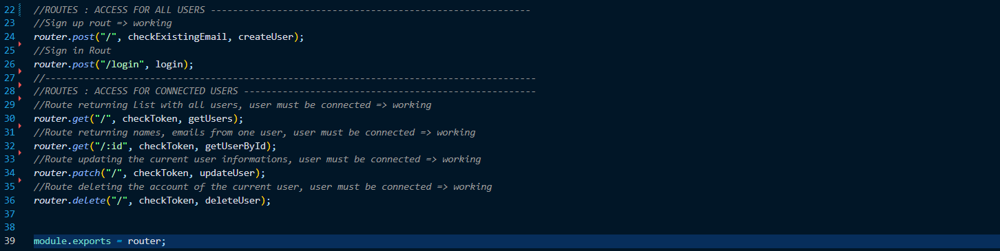 22 //ROUTES : ACCESS FOR ALL USERS ----------------------------------------------------------
23 //Sign up rout => working
24 router.post("/", checkExistingEmail, createUser);
25 //Sign in Rout
26 router.post("/login", login);
27 //-----------------------------------------------------------------------------------------
28 //ROUTES : ACCESS FOR CONNECTED USERS -----------------------------------------------------
29 //Route returning list with all users, user must be connected => working
30 router.get("/", checkToken, getUsers);
31 //Route returning names, emails from one user, user must be connected => working
32 router.get("/:id", checkToken, getUserById);
33 //Route updating the current user informations, user must be connected => working
34 router.patch("/", checkToken, updateUser);
35 //Route deleting the account of the current user, user must be connected => working
36 router.delete("/", checkToken, deleteUser);
37
38
39 module.exports = router;